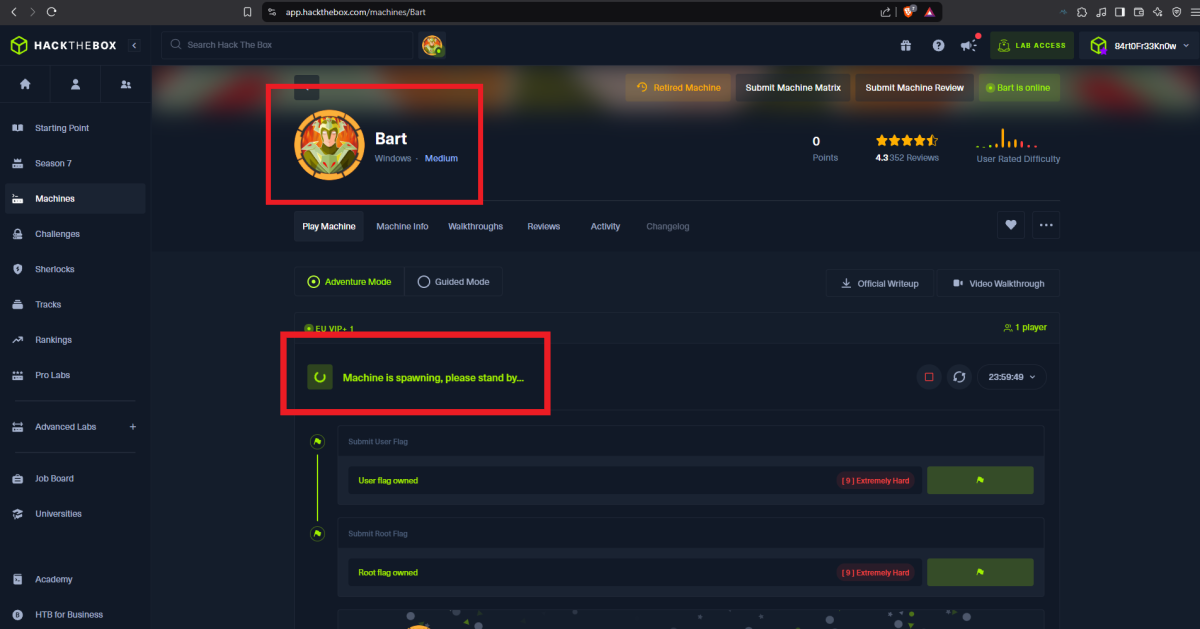 app.hackthebox.com/machines/Bart
HACKTHEBOX
Search Hack The Box
LAB ACCESS
84rt0Fr33Kn0w
Retired Machine
Submit Machine Matrix
Submit Machine Review
Bart is online
Bart
Windows · Medium
0
Points
4.3 352 Reviews
User Rated Difficulty
Starting Point
Season 7
Machines
Challenges
Sherlocks
Tracks
Rankings
Pro Labs
Advanced Labs +
Job Board
Universities
Academy
HTB for Business
Play Machine
Machine Info
Walkthroughs
Reviews
Activity
Changelog
Adventure Mode
Guided Mode
Official Writeup
Video Walkthrough
EU VIP+ 1
1 player
Machine is spawning, please stand by...
23:59:49
Submit User Flag
User flag owned
[ 9 ] Extremely Hard
Submit Root Flag
Root flag owned
[ 9 ] Extremely Hard